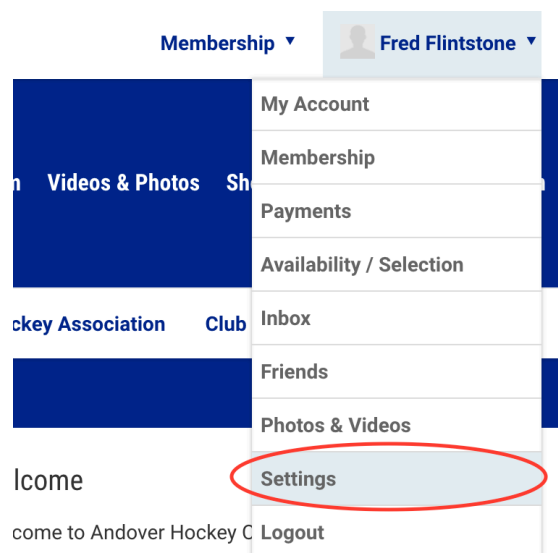 Membership ▼
Fred Flintstone ▼
My Account
Membership
Videos & Photos
Payments
Availability / Selection
ckey Association
Club
Inbox
Friends
Photos & Videos
lcome
Settings
come to Andover Hockey C
Logout